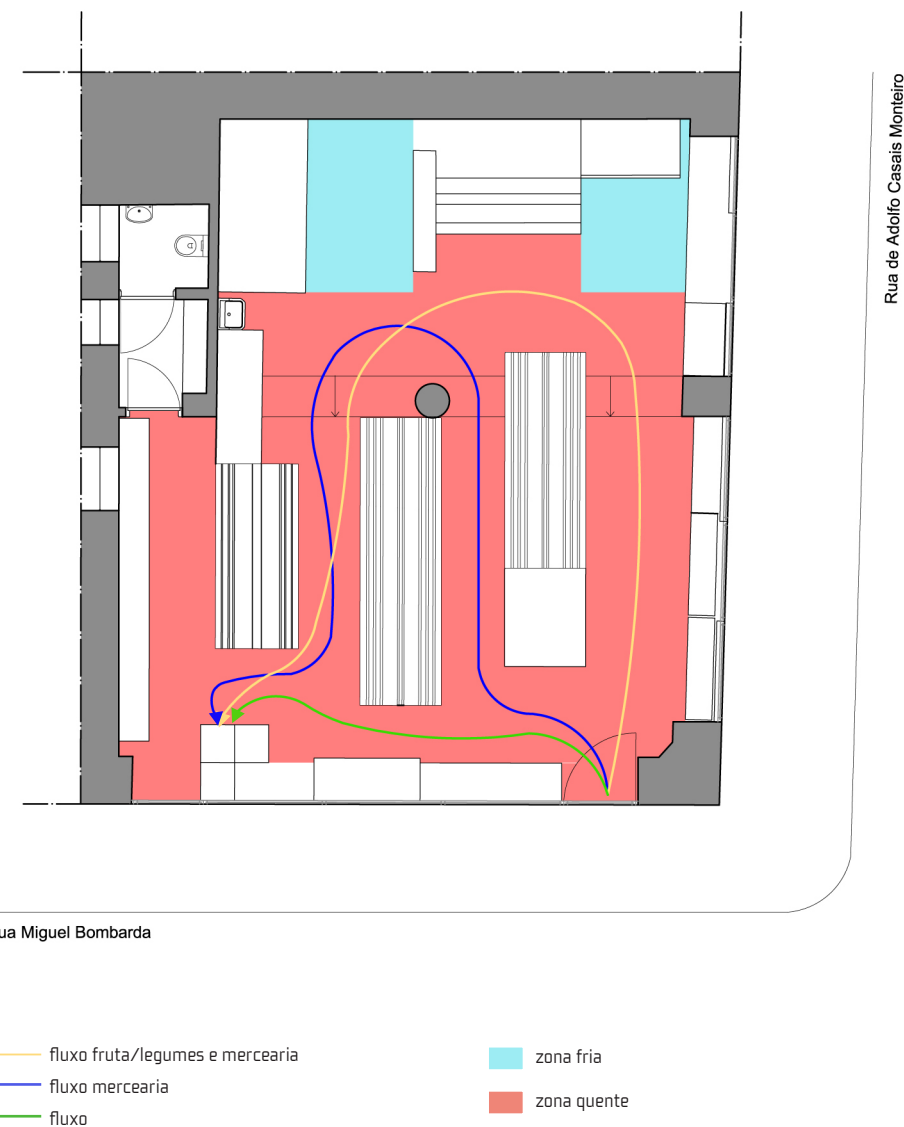 Rua de Adolfo Casais Monteiro
ua Miguel Bombarda
fluxo fruta/legumes e mercearia
fluxo mercearia
fluxo
zona fria
zona quente